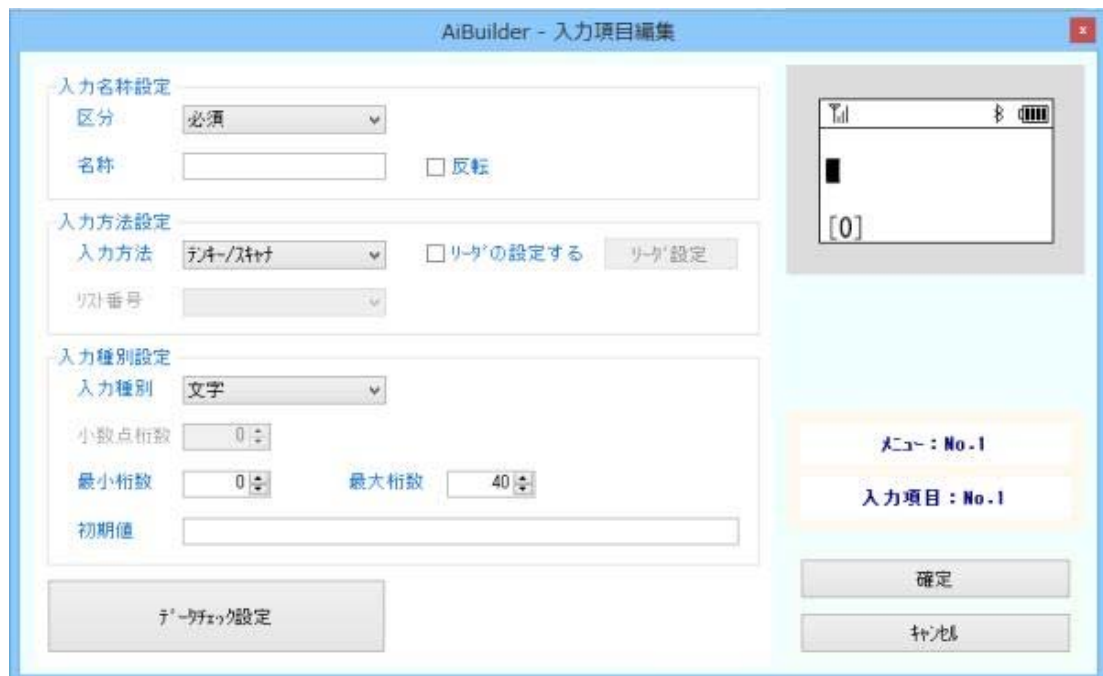 AiBuilder - 入力項目編集
x
入力名称設定
区分 必須
名称 反転
入力方法設定
入力方法 ﾃﾝｷｰ/ｽｷｬﾅ ﾘｰﾀﾞの設定する ﾘｰﾀﾞ設定
ﾘｽﾄ番号
入力種別設定
入力種別 文字
小数点桁数 0
最小桁数 0 最大桁数 40
初期値
ﾃﾞｰﾀﾁｪｯｸ設定
[0]
ﾒﾆｭｰ：No.1
入力項目：No.1
確定
ｷｬﾝｾﾙ